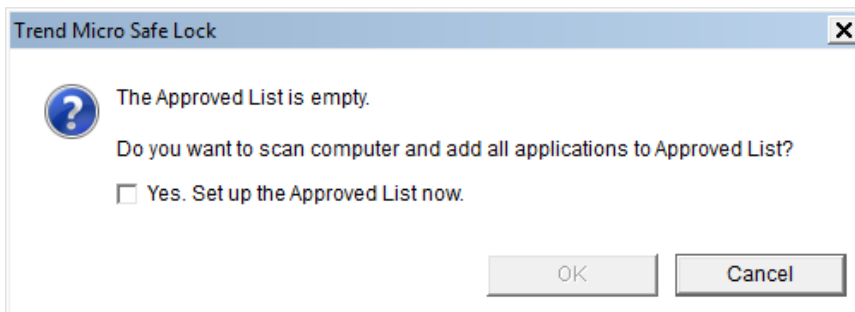 Trend Micro Safe Lock
The Approved List is empty.
Do you want to scan computer and add all applications to Approved List?
Yes. Set up the Approved List now.
OK
Cancel